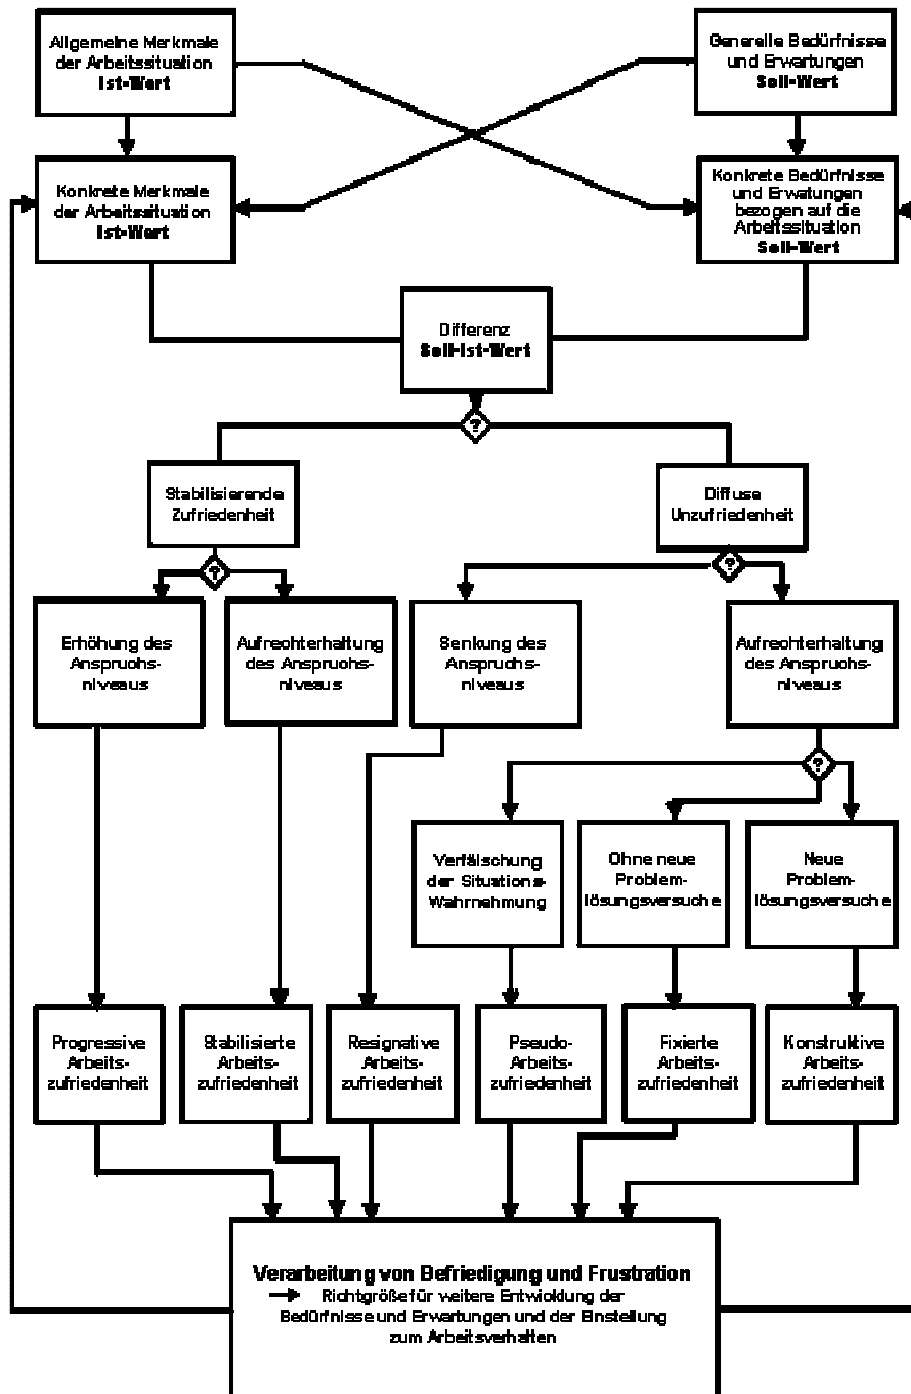 Allgemeine Merkmale
der Arbeitssituation
Ist-Wert
Generelle Bedürfnisse
und Erwartungen
Soll-Wert
Konkrete Merkmale
der Arbeitssituation
Ist-Wert
Konkrete Bedürfnisse
und Erwatungen
bezogen auf die
Arbeitssituation
Soll-Wert
Differenz
Soll-Ist-Wert
?
Stabilisierende
Zufriedenheit
Diffuse
Unzufriedenheit
?
?
Erhöhung des
Anspruchs-
niveaus
Aufrechterhaltung
des Anspruchs-
niveaus
Senkung des
Anspruchs-
niveaus
Aufrechterhaltung
des Anspruchs-
niveaus
?
Verfälschung
der Situations-
Wahrnehmung
Ohne neue
Problem-
lösungsversuche
Neue
Problem-
lösungsversuche
Progressive
Arbeits-
zufriedenheit
Stabilisierte
Arbeits-
zufriedenheit
Resignative
Arbeits-
zufriedenheit
Pseudo-
Arbeits-
zufriedenheit
Fixierte
Arbeits-
zufriedenheit
Konstruktive
Arbeits-
zufriedenheit
Verarbeitung von Befriedigung und Frustration
→ Richtgröße für weitere Entwicklung der
Bedürfnisse und Erwartungen und der Einstellung
zum Arbeitsverhalten